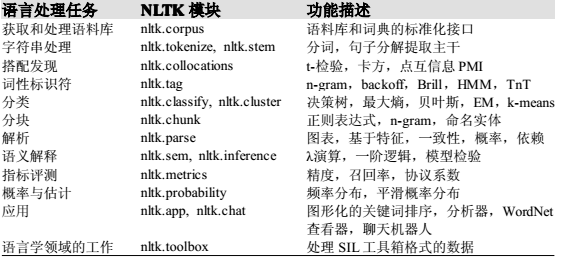 语言处理任务 NLTK 模块 功能描述
获取和处理语料库 nltk.corpus 语料库和词典的标准化接口
字符串处理 nltk.tokenize, nltk.stem 分词，句子分解提取主干
搭配发现 nltk.collocations t-检验，卡方，点互信息 PMI
词性标识符 nltk.tag n-gram，backoff，Brill，HMM，TnT
分类 nltk.classify, nltk.cluster 决策树，最大熵，贝叶斯，EM，k-means
分块 nltk.chunk 正则表达式，n-gram，命名实体
解析 nltk.parse 图表，基于特征，一致性，概率，依赖
语义解释 nltk.sem, nltk.inference λ演算，一阶逻辑，模型检验
指标评测 nltk.metrics 精度，召回率，协议系数
概率与估计 nltk.probability 频率分布，平滑概率分布
应用 nltk.app, nltk.chat 图形化的关键词排序，分析器，WordNet
查看器，聊天机器人
语言学领域的工作 nltk.toolbox 处理 SIL 工具箱格式的数据